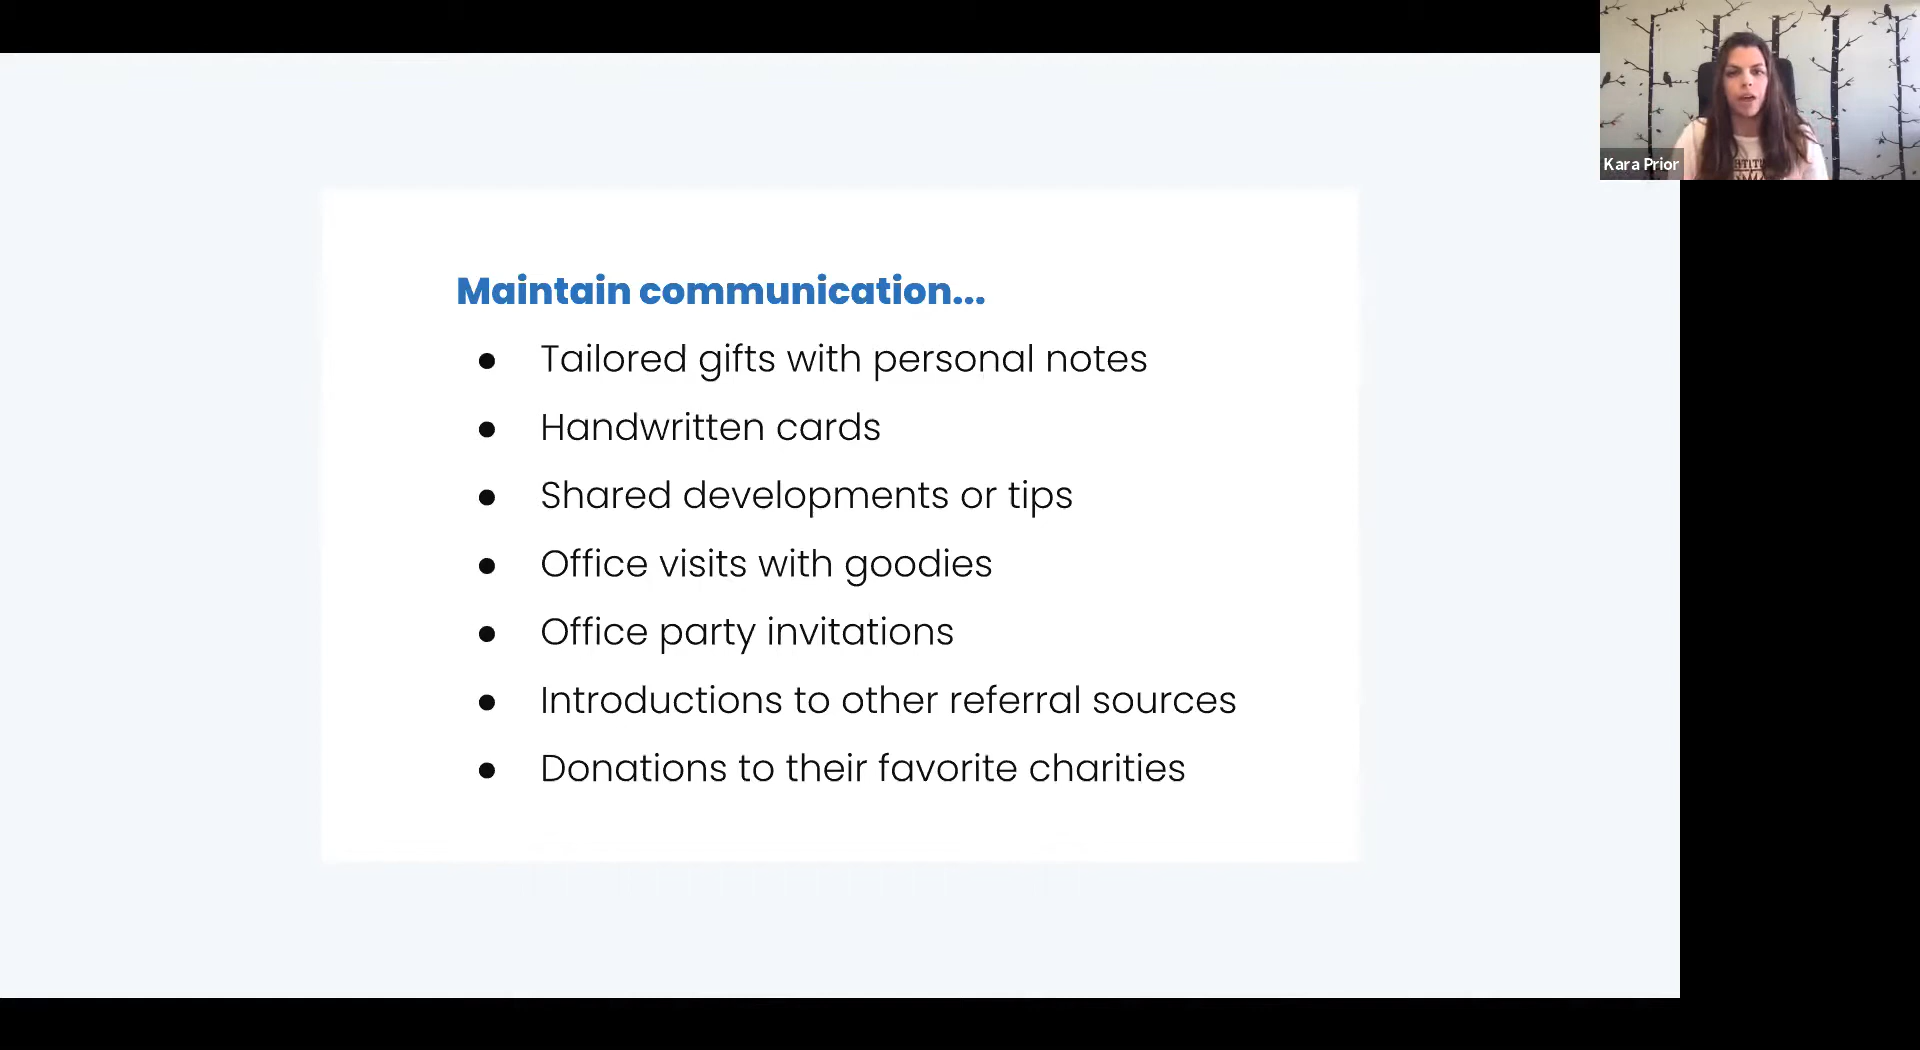 Maintain communication...
● Tailored gifts with personal notes
● Handwritten cards
● Shared developments or tips
● Office visits with goodies
● Office party invitations
● Introductions to other referral sources
● Donations to their favorite charities
Kara Prior